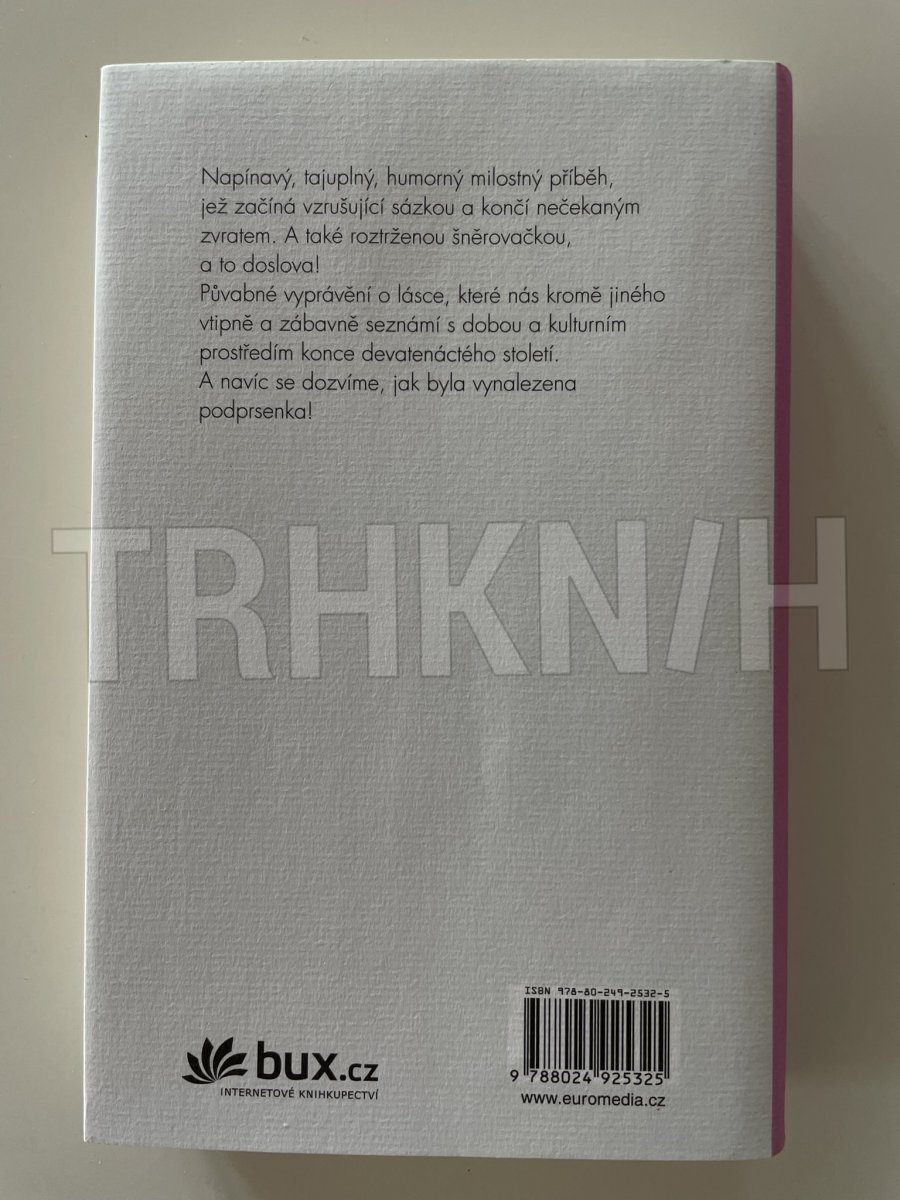 Napínavý, tajuplný, humorný milostný příběh,
jež začíná vzrušující sázkou a končí nečekaným
zvratem. A také roztrženou šněrovačkou,
a to doslova!
Půvabné vyprávění o lásce, které nás kromě jiného
vtipně a zábavně seznámí s dobou a kulturním
prostředím konce devatenáctého století.
A navíc se dozvíme, jak byla vynalezena
podprsenka!
TRHKNIH
ISBN 978-80-249-2532-5
9 788024 925325
www.euromedia.cz
bux.cz
INTERNETOVÉ KNIHKUPECTVÍ